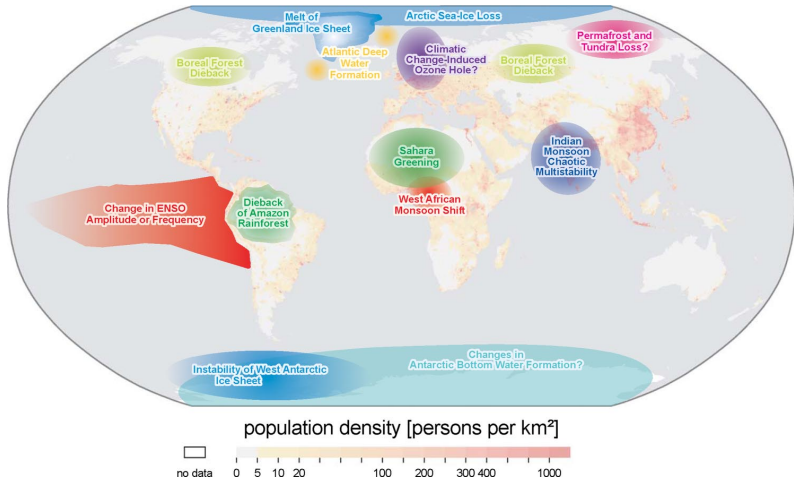 Melt of
Greenland Ice Sheet
Arctic Sea-Ice Loss
Atlantic Deep
Water
Formation
Climatic
Change-Induced
Ozone Hole?
Boreal Forest
Dieback
Boreal Forest
Dieback
Permafrost and
Tundra Loss?
Sahara
Greening
Indian
Monsoon
Chaotic
Multistability
West African
Monsoon Shift
Change in ENSO
Amplitude or Frequency
Dieback
of Amazon
Rainforest
Instability of West Antarctic
Ice Sheet
Changes in
Antarctic Bottom Water Formation?
population density [persons per km²]
no data
0 5 10 20 100 200 300 400 1000